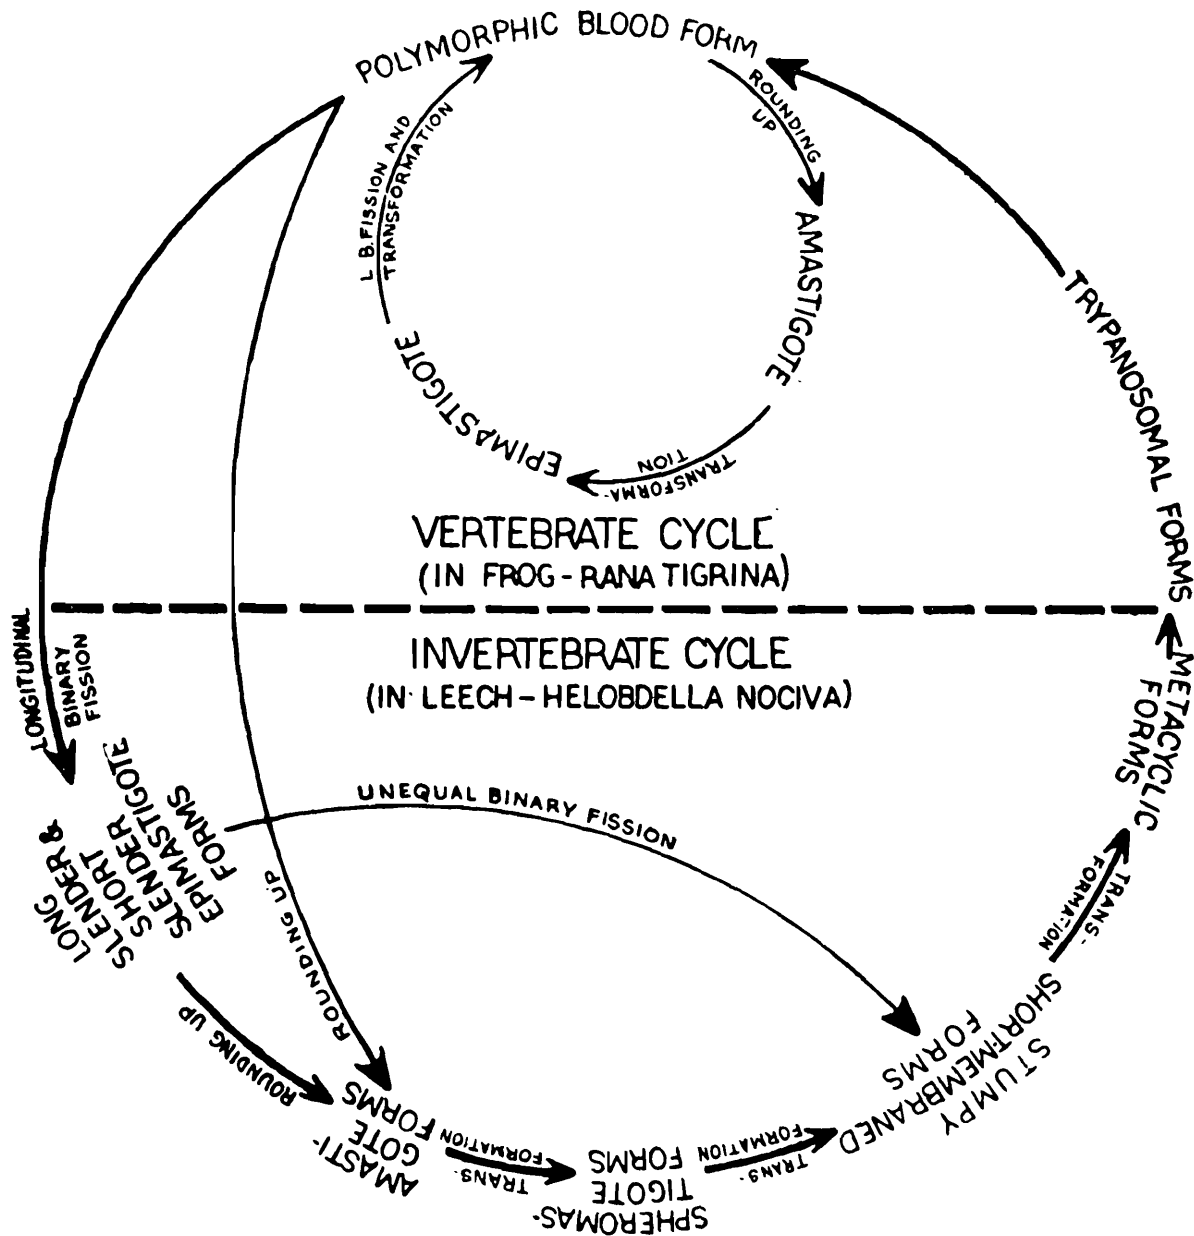 POLYMORPHIC BLOOD FORM
ROUNDING
UP
AMASTIGOTE
TRANSFORMA-
TION
EPIMASTIGOTE
L.B.FISSION AND
TRANSFORMATION
TRYPANOSOMAL FORMS
VERTEBRATE CYCLE
(IN FROG - RANA TIGRINA)
INVERTEBRATE CYCLE
(IN LEECH - HELOBDELLA NOCIVA)
LONGITUDINAL
BINARY
FISSION
LONG
SLENDER &
SHORT
SLENDER
EPIMASTIGOTE
FORMS
UNEQUAL BINARY FISSION
ROUNDING UP
ROUNDING UP
AMASTI-
GOTE
FORMS
TRANS-
FORMATION
SPHEROMAS-
TIGOTE
FORMS
TRANS-
FORMATION
STUMPY
SHORT-MEMBRANED
FORMS
TRANS-
FORMATION
METACYCLIC
FORMS